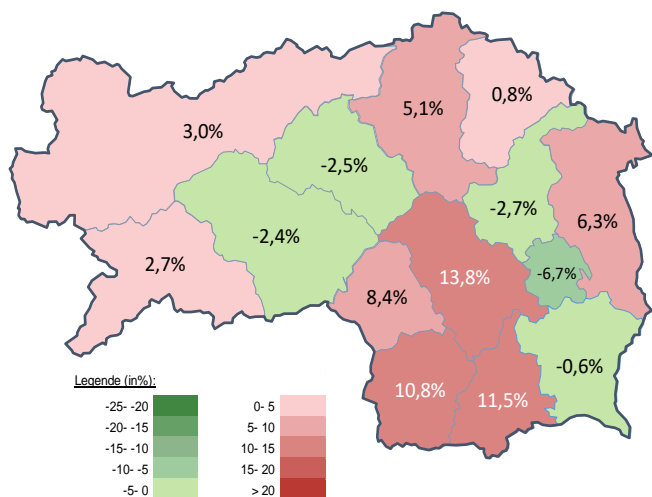 0,8%
5,1%
3,0%
-2,5%
-2,7%
6,3%
-2,4%
2,7%
-6,7%
13,8%
8,4%
-0,6%
10,8%
11,5%
Legende (in%):
-25- -20 0- 5
-20- -15 5- 10
-15- -10 10- 15
-10- -5 15- 20
-5- 0 > 20